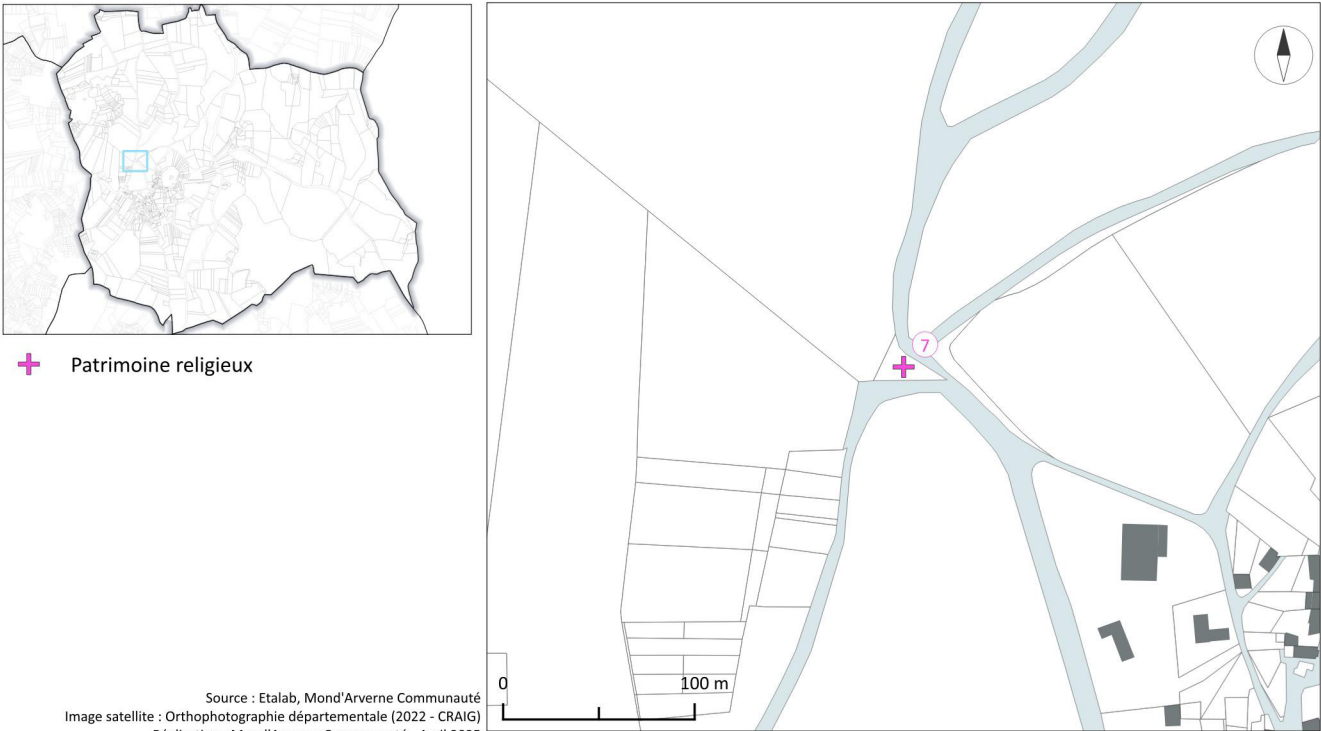 Patrimoine religieux
7
0 100 m
Source : Etalab, Mond'Arverne Communauté
Image satellite : Orthophotographie départementale (2022 - CRAIG)